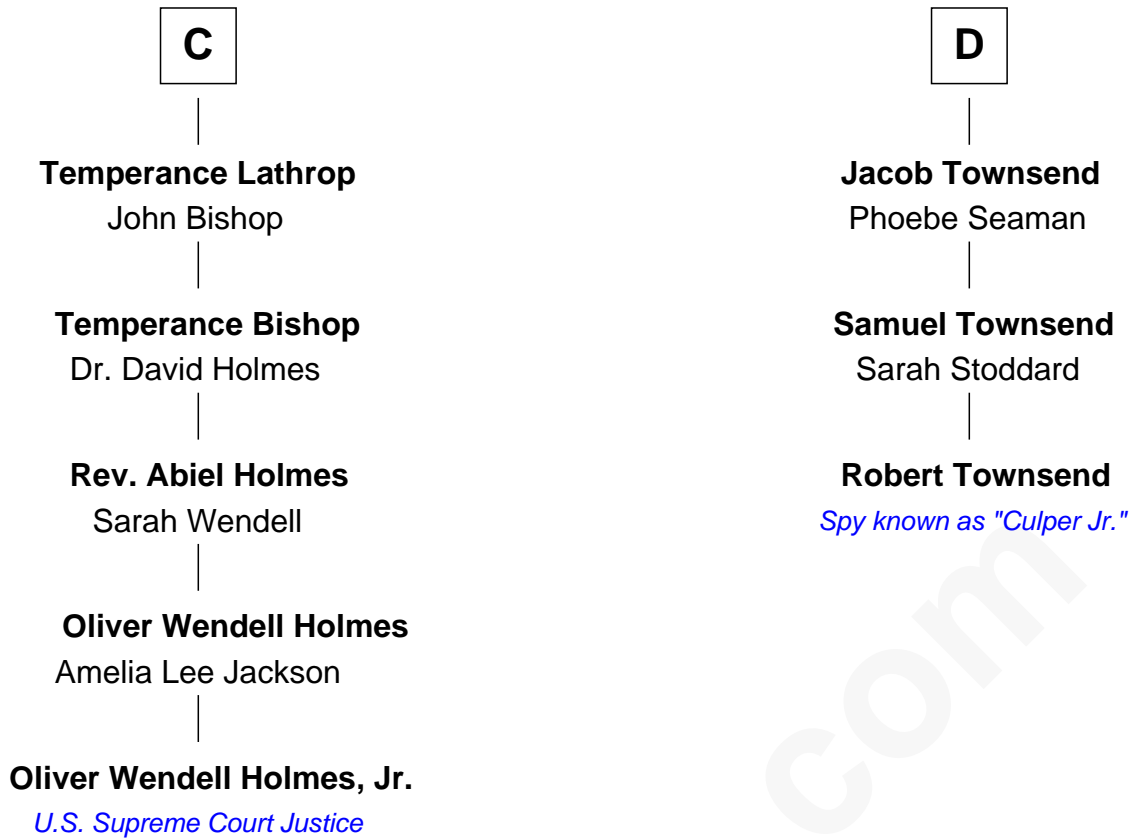 C
Temperance Lathrop
John Bishop
Temperance Bishop
Dr. David Holmes
Rev. Abiel Holmes
Sarah Wendell
Oliver Wendell Holmes
Amelia Lee Jackson
Oliver Wendell Holmes, Jr.
U.S. Supreme Court Justice
D
Jacob Townsend
Phoebe Seaman
Samuel Townsend
Sarah Stoddard
Robert Townsend
Spy known as "Culper Jr."
com